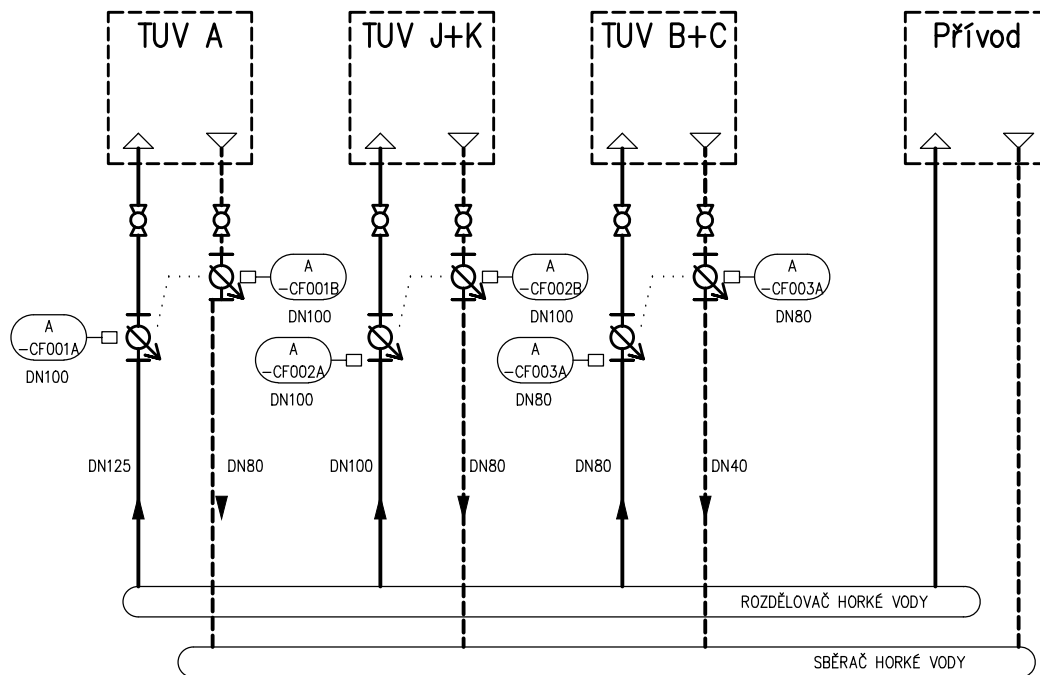 TUV A
TUV J+K
TUV B+C
Přívod
A
-CF001B
DN100
A
-CF002B
DN100
A
-CF003A
DN80
A
-CF001A
DN100
A
-CF002A
DN100
A
-CF003A
DN80
DN125
DN80
DN100
DN80
DN80
DN40
ROZDĚLOVAČ HORKÉ VODY
SBĚRAČ HORKÉ VODY